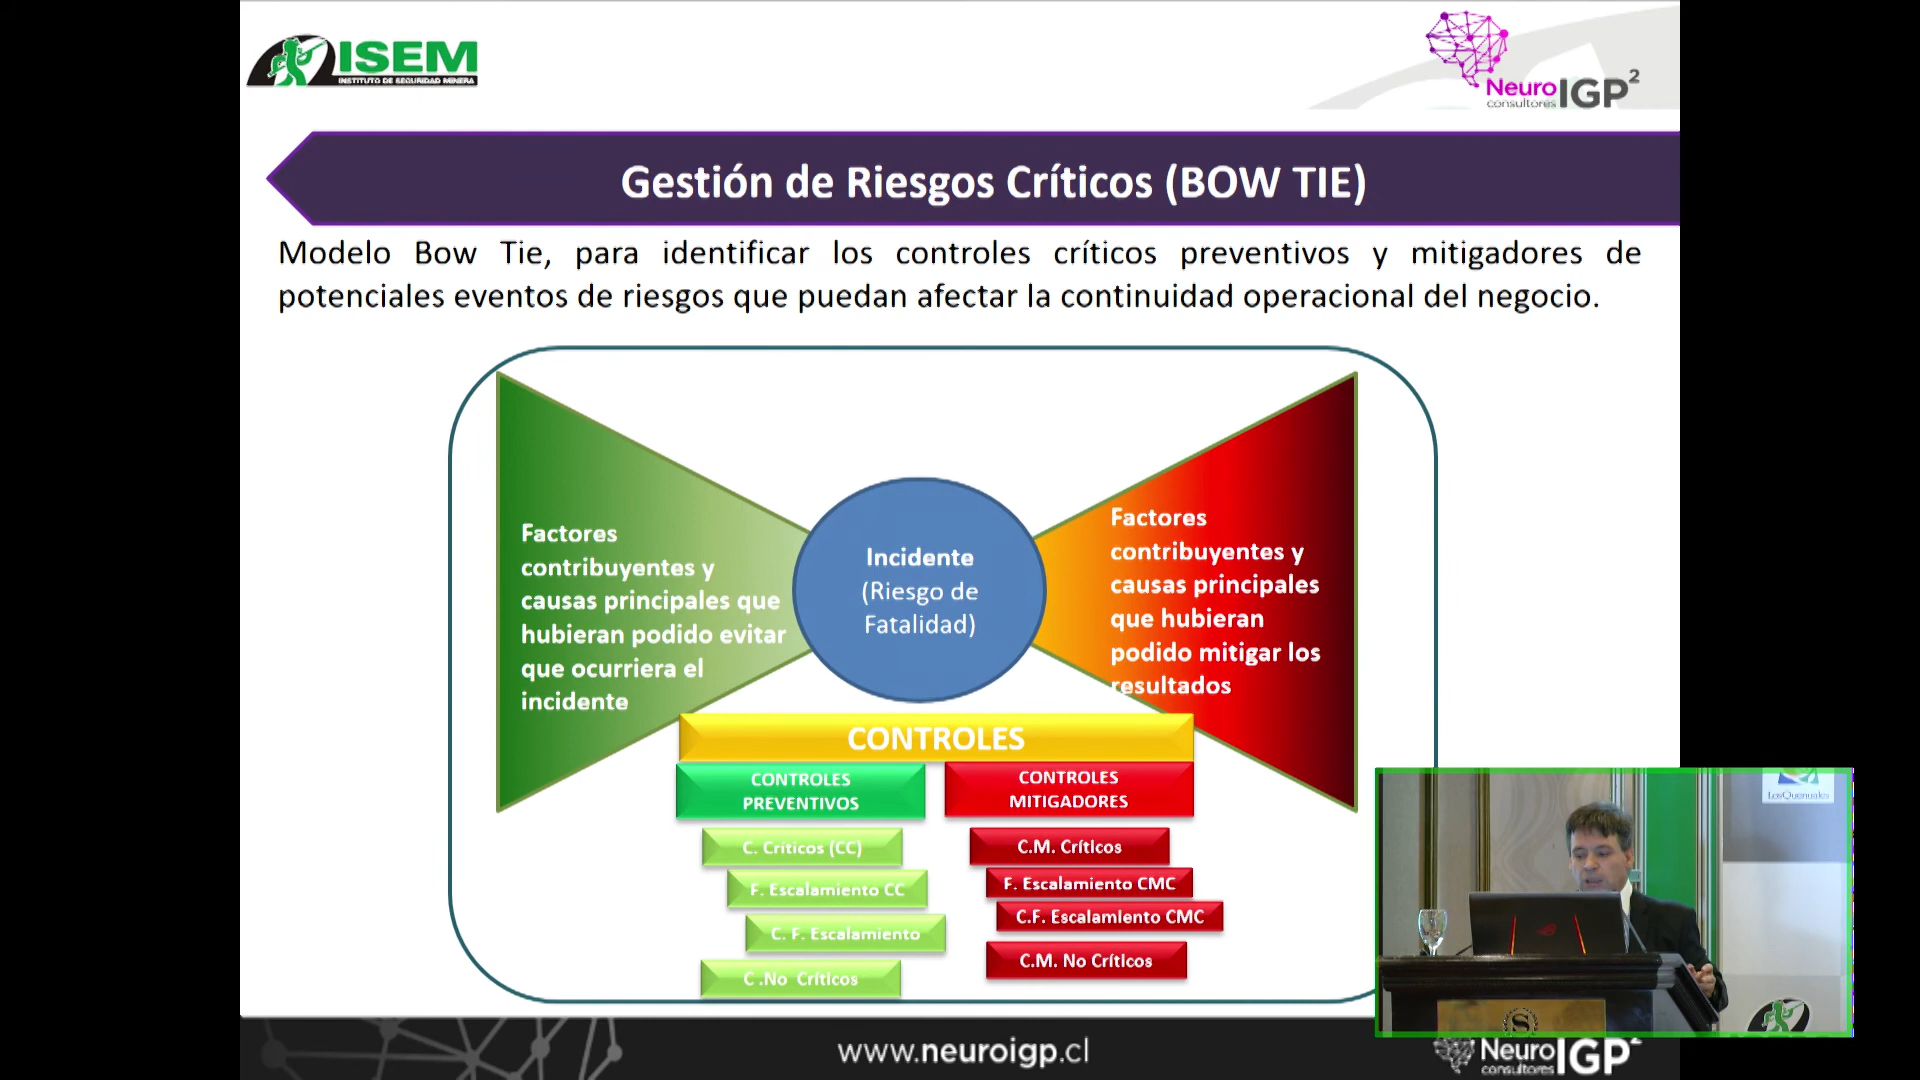 ISEM
INSTITUTO DE SEGURIDAD MINERA
Neuro
consultores IGP²
Gestión de Riesgos Críticos (BOW TIE)
Modelo Bow Tie, para identificar los controles críticos preventivos y mitigadores de
potenciales eventos de riesgos que puedan afectar la continuidad operacional del negocio.
Factores
contribuyentes y
causas principales que
hubieran podido evitar
que ocurriera el
incidente
Incidente
(Riesgo de
Fatalidad)
Factores
contribuyentes y
causas principales
que hubieran
podido mitigar los
resultados
CONTROLES
CONTROLES
PREVENTIVOS
C. Críticos (CC)
F. Escalamiento CC
C. F. Escalamiento
C .No Críticos
CONTROLES
MITIGADORES
C.M. Críticos
F. Escalamiento CMC
C.F. Escalamiento CMC
C.M. No Críticos
LosQuenuales
S
www.neuroigp.cl
Neuro
consultores IGP²